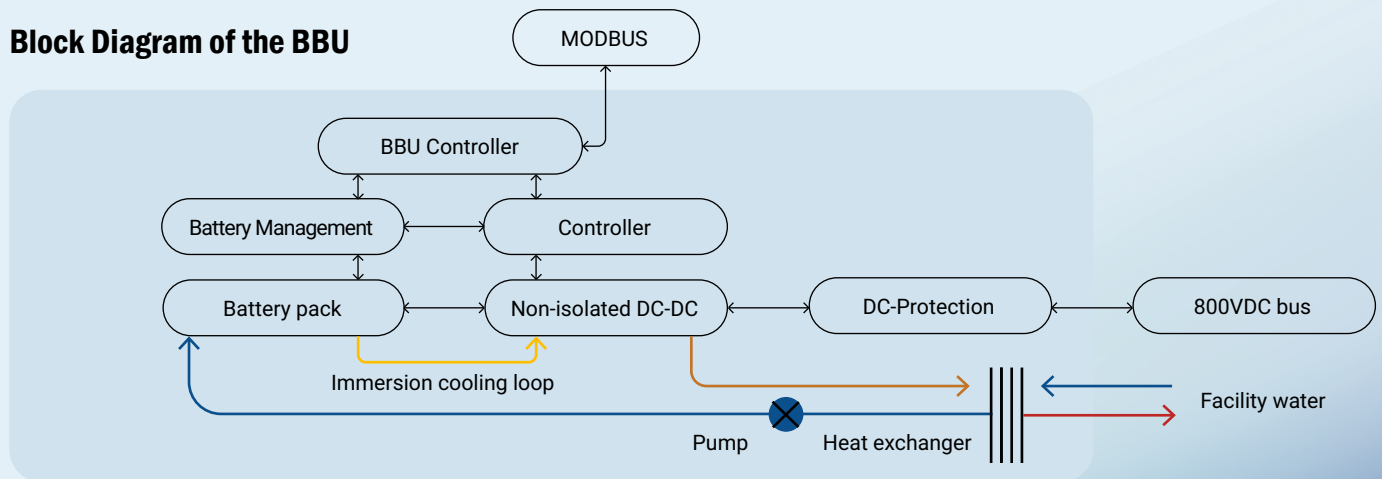 Block Diagram of the BBU
MODBUS
BBU Controller
Battery Management
Controller
Battery pack
Non-isolated DC-DC
DC-Protection
800VDC bus
Immersion cooling loop
Facility water
Pump
Heat exchanger